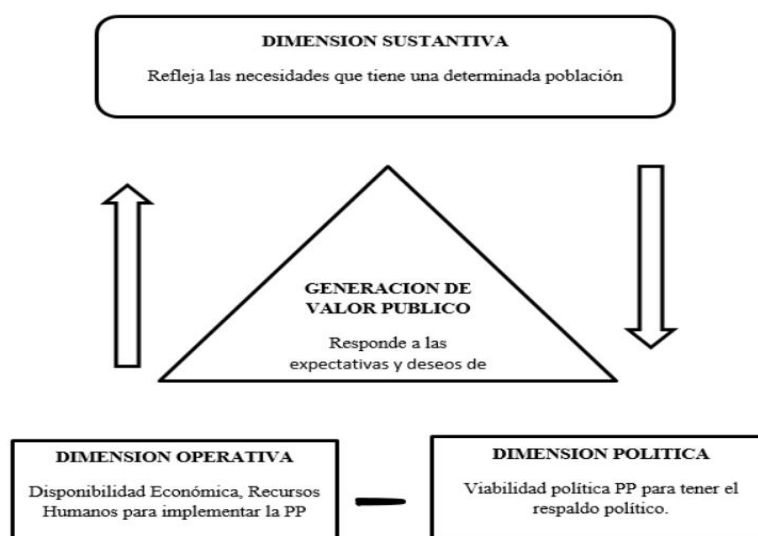 DIMENSION SUSTANTIVA
Refleja las necesidades que tiene una determinada población
GENERACION DE
VALOR PUBLICO
Responde a las
expectativas y deseos de
DIMENSION OPERATIVA
Disponibilidad Económica, Recursos
Humanos para implementar la PP
DIMENSION POLITICA
Viabilidad política PP para tener el
respaldo político.